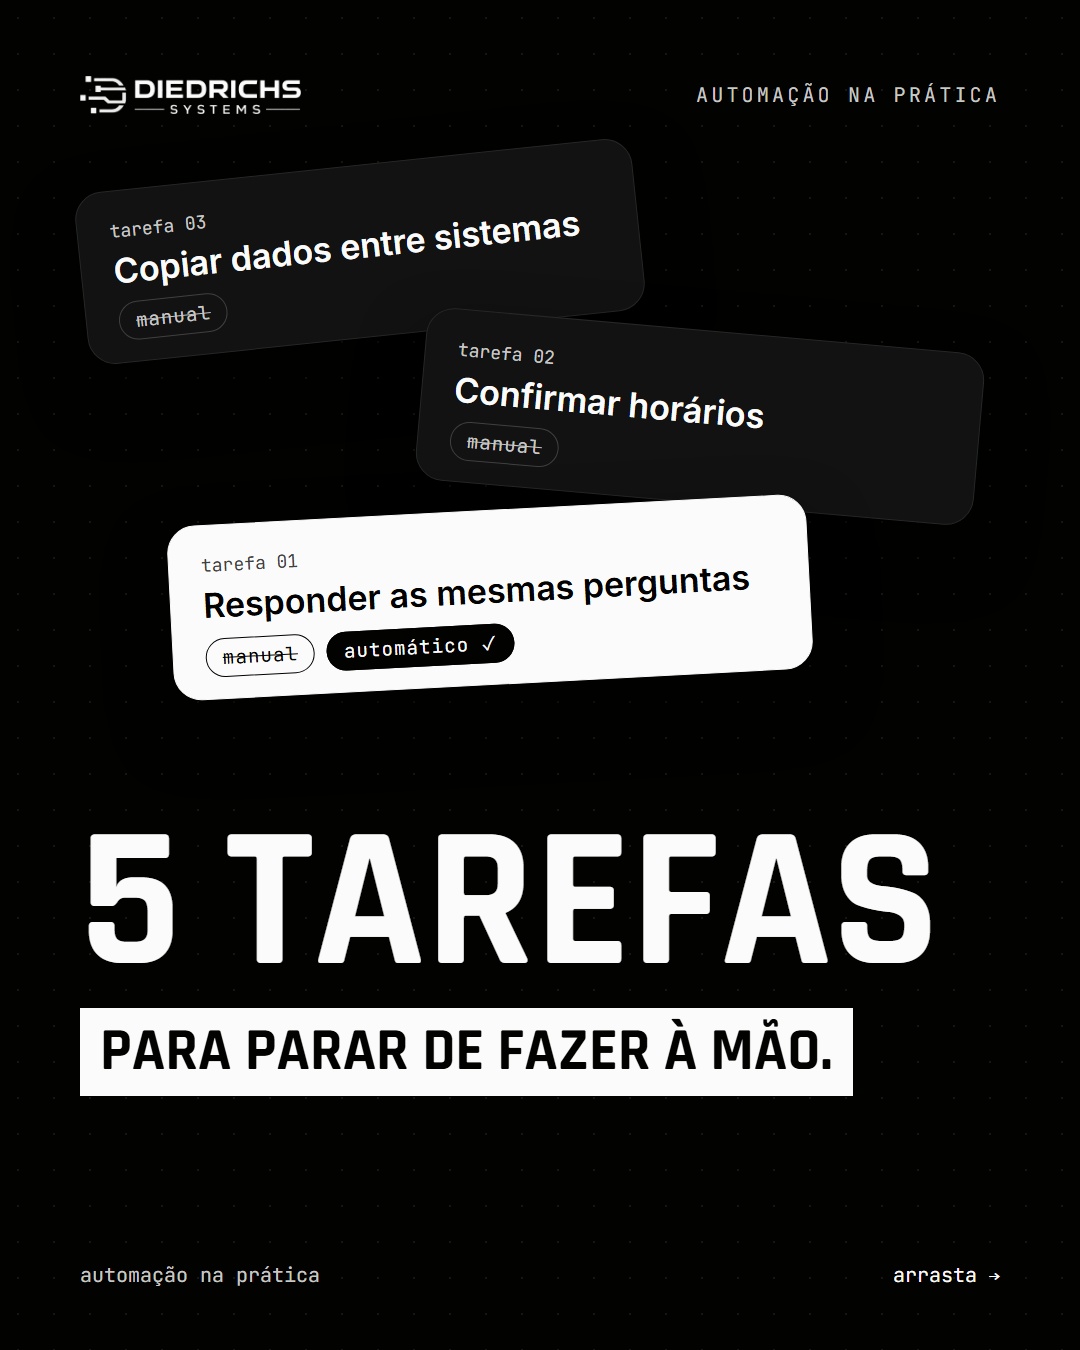 DIEDRICHS
SYSTEMS
AUTOMAÇÃO NA PRÁTICA
tarefa 03
Copiar dados entre sistemas
manual
tarefa 02
Confirmar horários
manual
tarefa 01
Responder as mesmas perguntas
manual automático ✓
5 TAREFAS
PARA PARAR DE FAZER À MÃO.
automação na prática
arrasta →